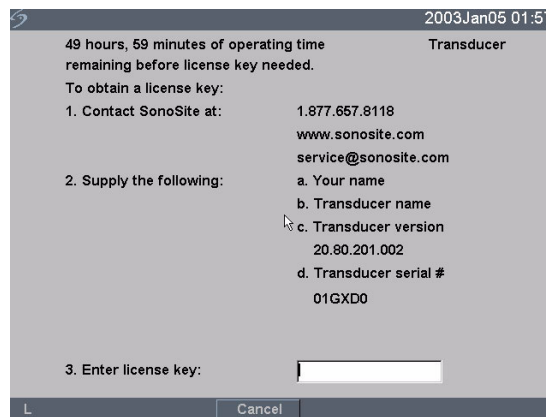 2003Jan05 01:5
49 hours, 59 minutes of operating time Transducer
remaining before license key needed.
To obtain a license key:
1. Contact SonoSite at: 1.877.657.8118
www.sonosite.com
service@sonosite.com
2. Supply the following: a. Your name
b. Transducer name
c. Transducer version
20.80.201.002
d. Transducer serial #
01GXD0
3. Enter license key:
L Cancel